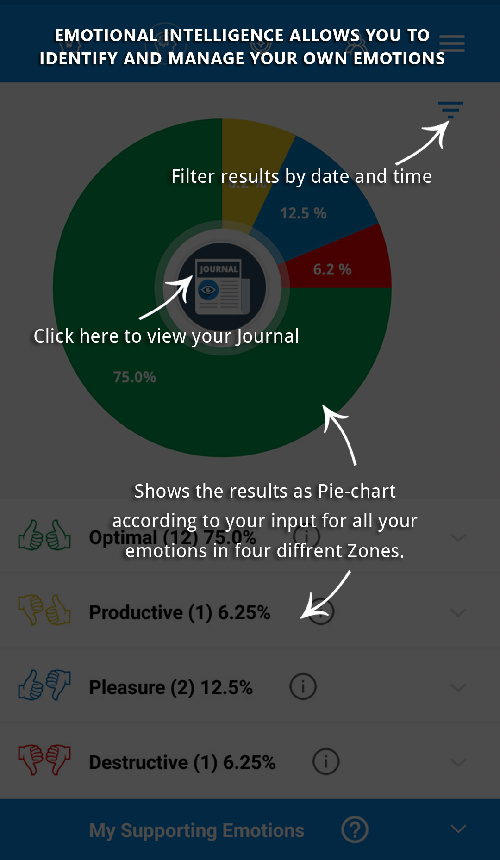 EMOTIONAL INTELLIGENCE ALLOWS YOU TO
IDENTIFY AND MANAGE YOUR OWN EMOTIONS
Filter results by date and time
6.2 %
12.5 %
6.2 %
JOURNAL
Click here to view your Journal
75.0%
Shows the results as Pie-chart
according to your input for all your
emotions in four diffrent Zones.
Optimal (12) 75.0%
Productive (1) 6.25%
Pleasure (2) 12.5%
Destructive (1) 6.25%
My Supporting Emotions